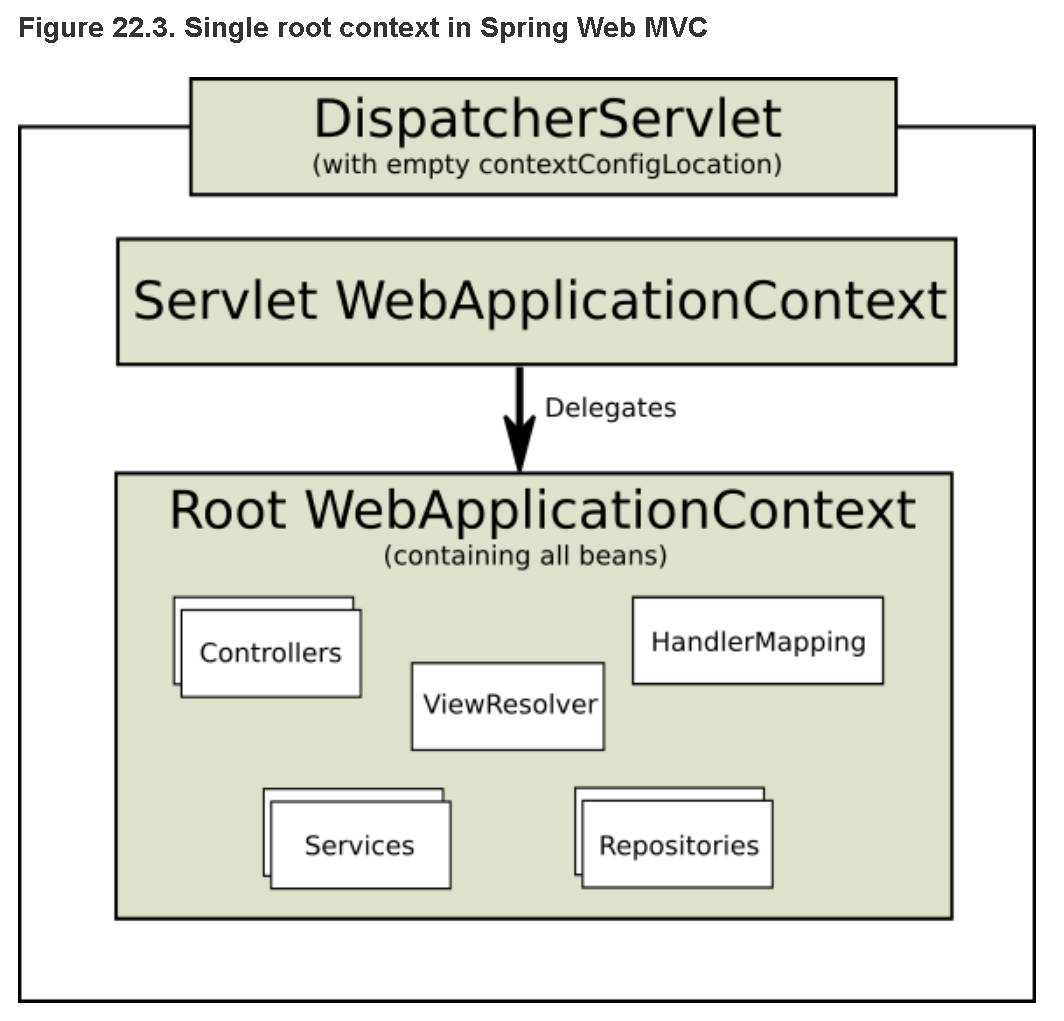 Figure 22.3. Single root context in Spring Web MVC
DispatcherServlet
(with empty contextConfigLocation)
Servlet WebApplicationContext
Delegates
Root WebApplicationContext
(containing all beans)
Controllers
HandlerMapping
ViewResolver
Services
Repositories